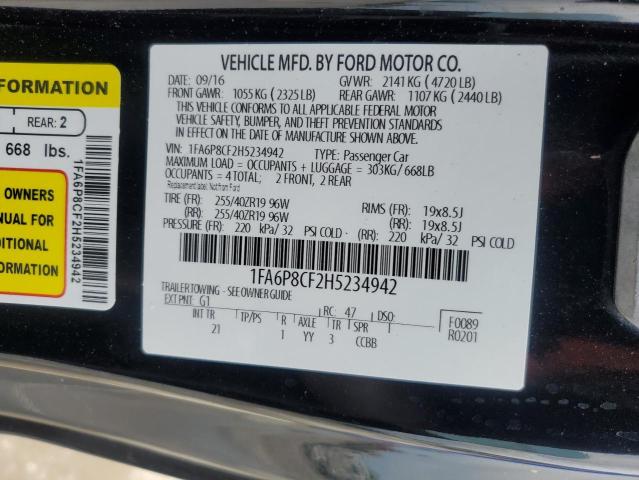 FORMATION
REAR: 2
668 lbs.
OWNERS
NUAL FOR
DITIONAL
FORMATION
1FA6P8CF2H5234942
VEHICLE MFD. BY FORD MOTOR CO.
DATE: 09/16 GVWR: 2141 KG ( 4720 LB)
FRONT GAWR: 1055 KG ( 2325 LB) REAR GAWR: 1107 KG ( 2440 LB)
THIS VEHICLE CONFORMS TO ALL APPLICABLE FEDERAL MOTOR
VEHICLE SAFETY, BUMPER, AND THEFT PREVENTION STANDARDS
IN EFFECT ON THE DATE OF MANUFACTURE SHOWN ABOVE.
VIN: 1FA6P8CF2H5234942 TYPE: Passenger Car
MAXIMUM LOAD = OCCUPANTS + LUGGAGE = 303KG/668LB
OCCUPANTS = 4 TOTAL; 2 FRONT, 2 REAR
Replacement label. Not from Ford
TIRE (FR): 255/40ZR19 96W RIMS (FR): 19x8.5J
(RR): 255/40ZR19 96W (RR): 19x8.5J
PRESSURE (FR): 220 kPa/ 32 PSI COLD (RR): 220 kPa/ 32 PSI COLD
1FA6P8CF2H5234942
TRAILER TOWING - SEE OWNER GUIDE
EXT PNT: G1 RC: 47 DSO:
INT TR TP/PS R AXLE TR SPR
21 1 YY 3 CCBB
F0089
R0201